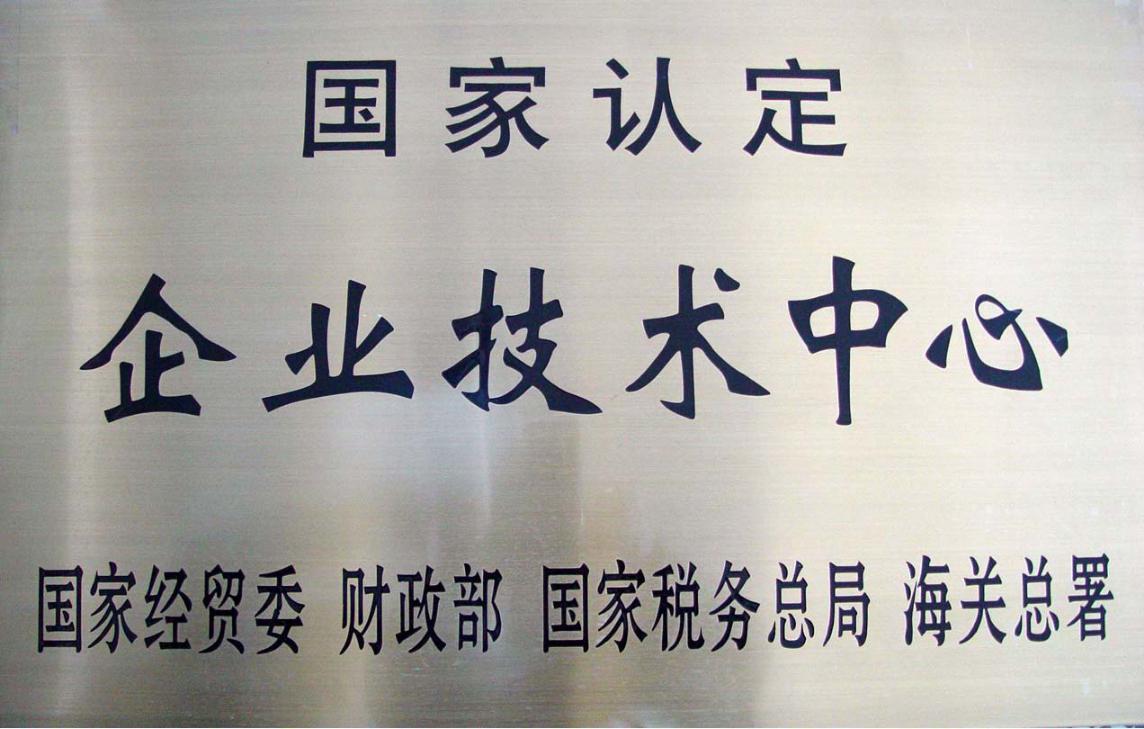 国家认定
企业技术中心
国家经贸委 财政部 国家税务总局 海关总署